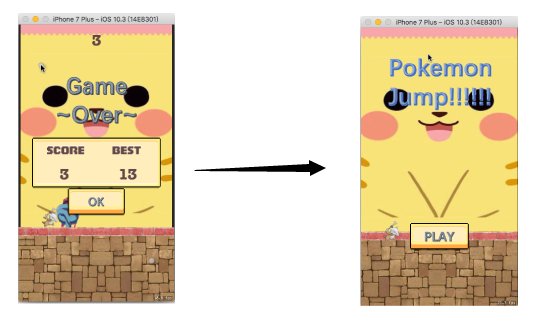 iPhone 7 Plus – iOS 10.3 (14E8301)
3
Game
~Over~
SCORE BEST
3 13
OK
iPhone 7 Plus – iOS 10.3 (14E8301)
Pokemon
Jump!!!!!!
PLAY